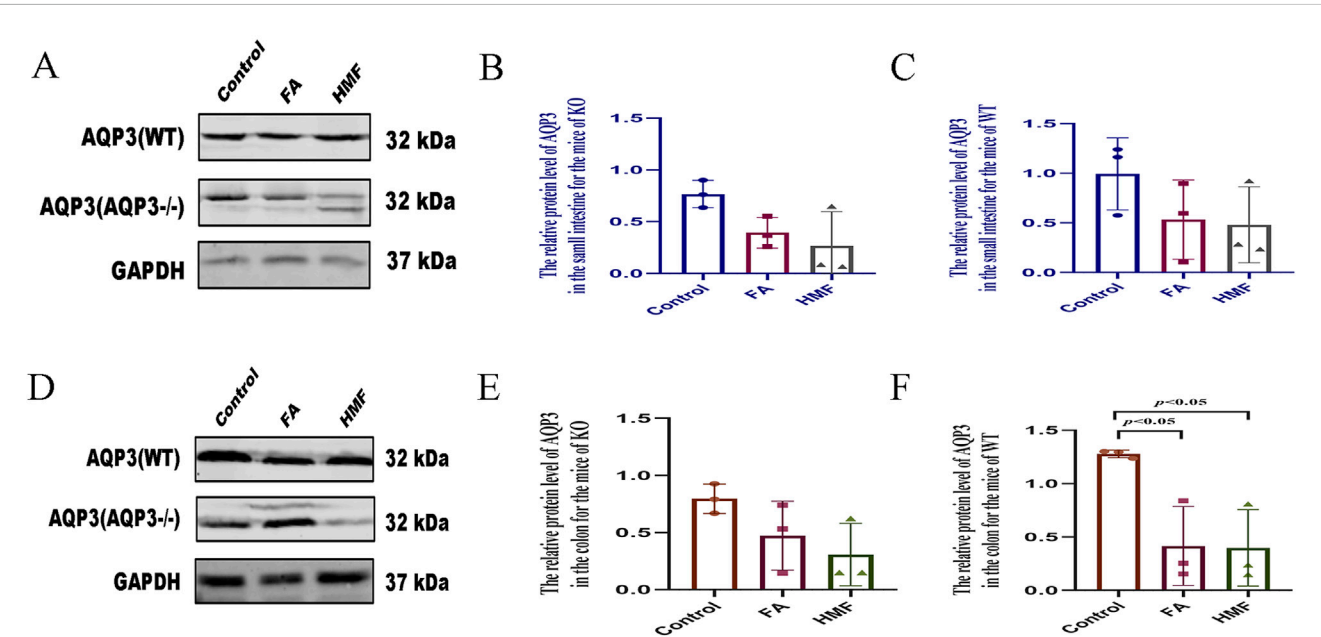 A
Control
FA
HMF
AQP3(WT)
32 kDa
AQP3(AQP3-/-)
32 kDa
GAPDH
37 kDa
B
The relative protein level of AQP3
in the samll intestine for the mice of KO
1.5
1.0
0.5
0.0
Control
FA
HMF
C
The relative protein level of AQP3
in the small intestine for the mice of WT
1.5
1.0
0.5
0.0
Control
FA
HMF
D
Control
FA
HMF
AQP3(WT)
32 kDa
AQP3(AQP3-/-)
32 kDa
GAPDH
37 kDa
E
The relative protein level of AQP3
in the colon for the mice of KO
1.5
1.0
0.5
0.0
Control
FA
HMF
F
The relative protein level of AQP3
in the colon for the mice of WT
p<0.05
p<0.05
1.5
1.0
0.5
0.0
Control
FA
HMF